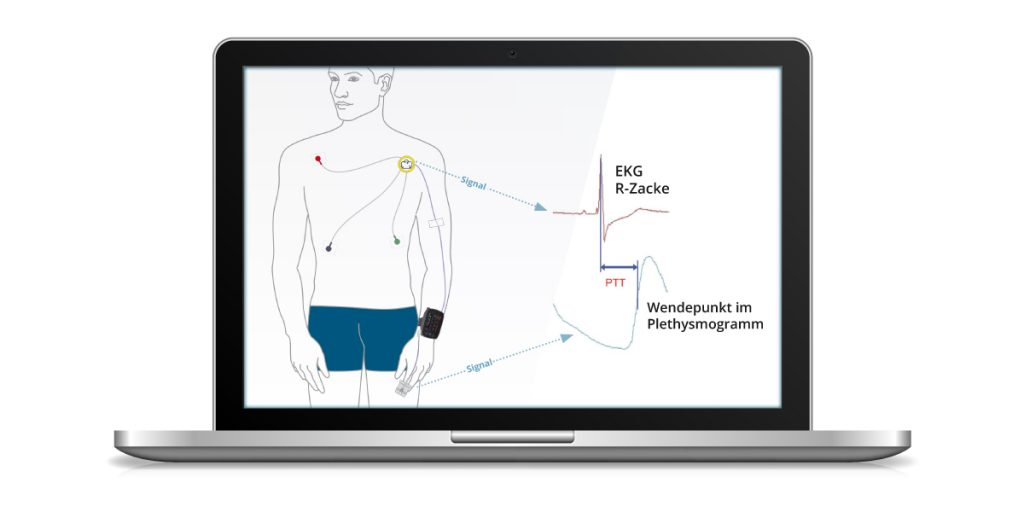 Signal
EKG
R-Zacke
PTT
Wendepunkt im
Plethysmogramm
Signal